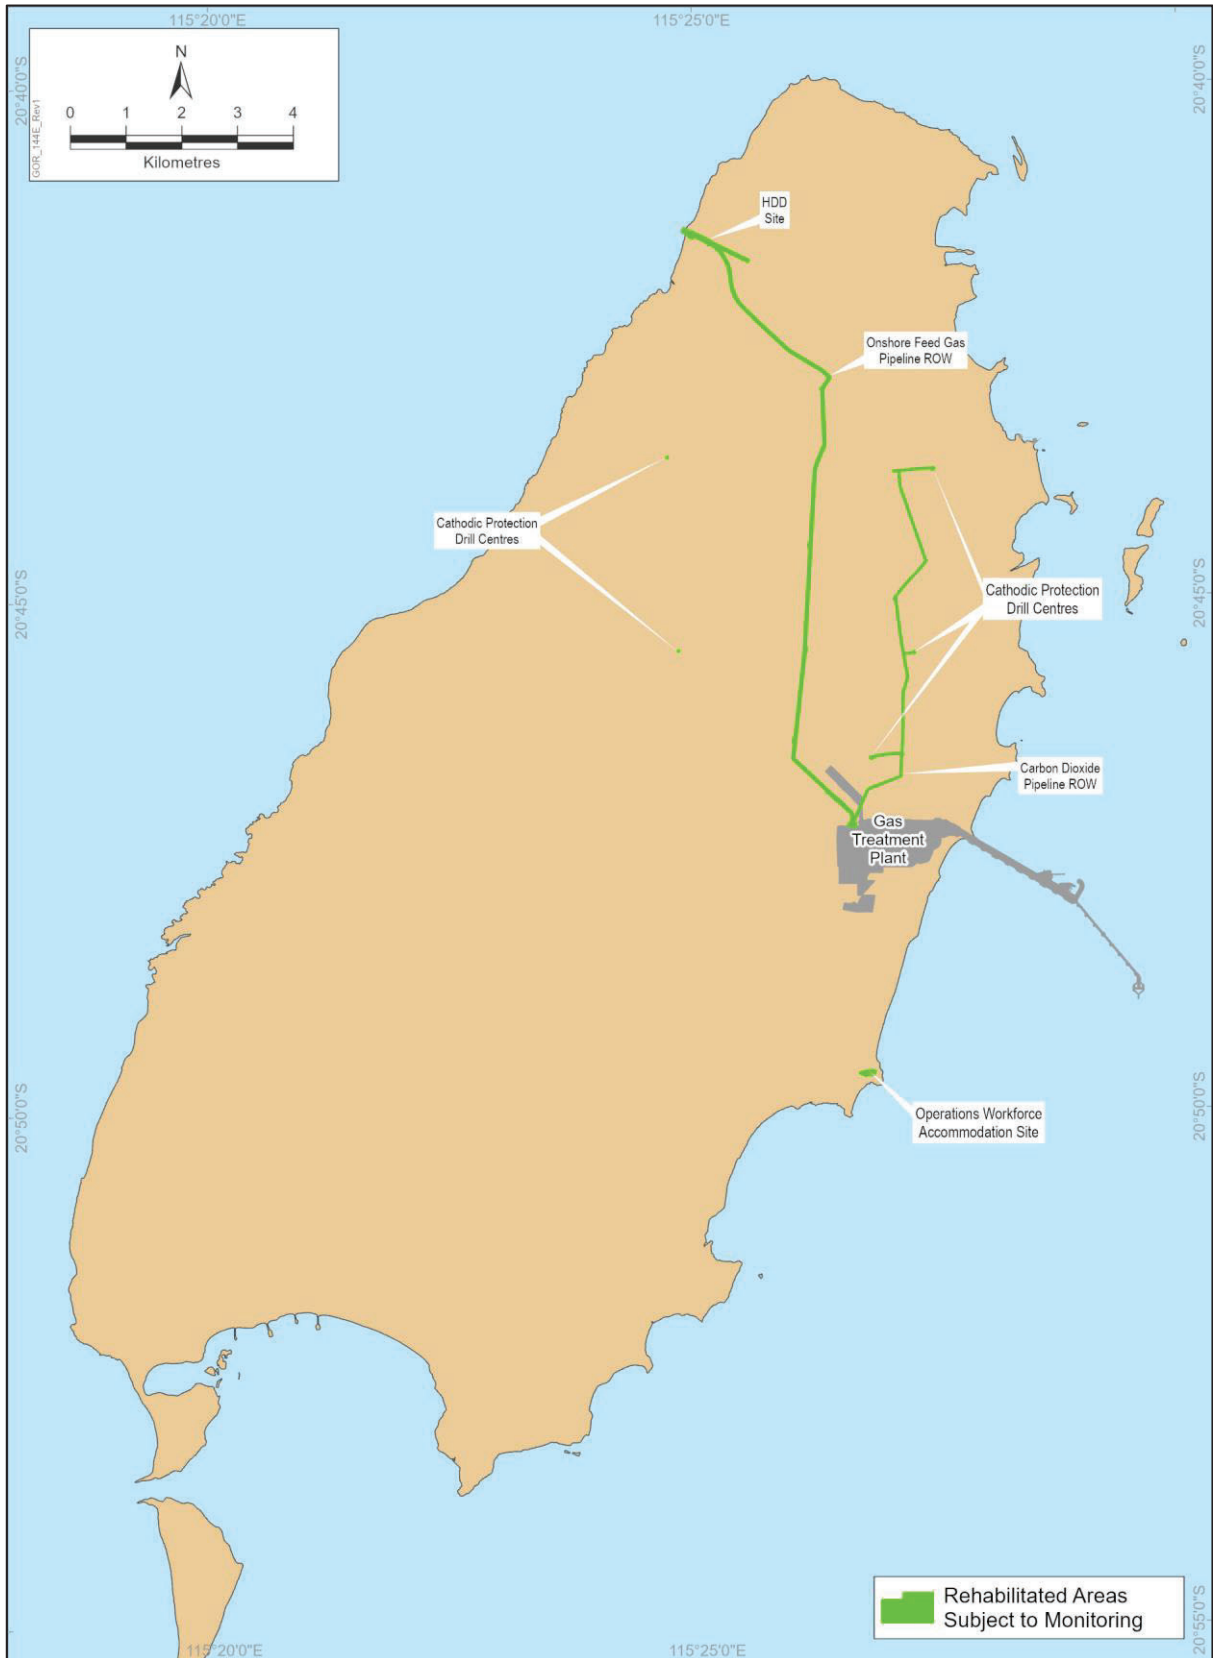 115°20'0"E
115°25'0"E
N
0 1 2 3 4
Kilometres
GOR_144E_Rev1
20°40'0"S
20°40'0"S
HDD
Site
Onshore Feed Gas
Pipeline ROW
Cathodic Protection
Drill Centres
Cathodic Protection
Drill Centres
20°45'0"S
20°45'0"S
Carbon Dioxide
Pipeline ROW
Gas
Treatment
Plant
Operations Workforce
Accommodation Site
20°50'0"S
20°50'0"S
Rehabilitated Areas
Subject to Monitoring
20°55'0"S
115°20'0"E
115°25'0"E